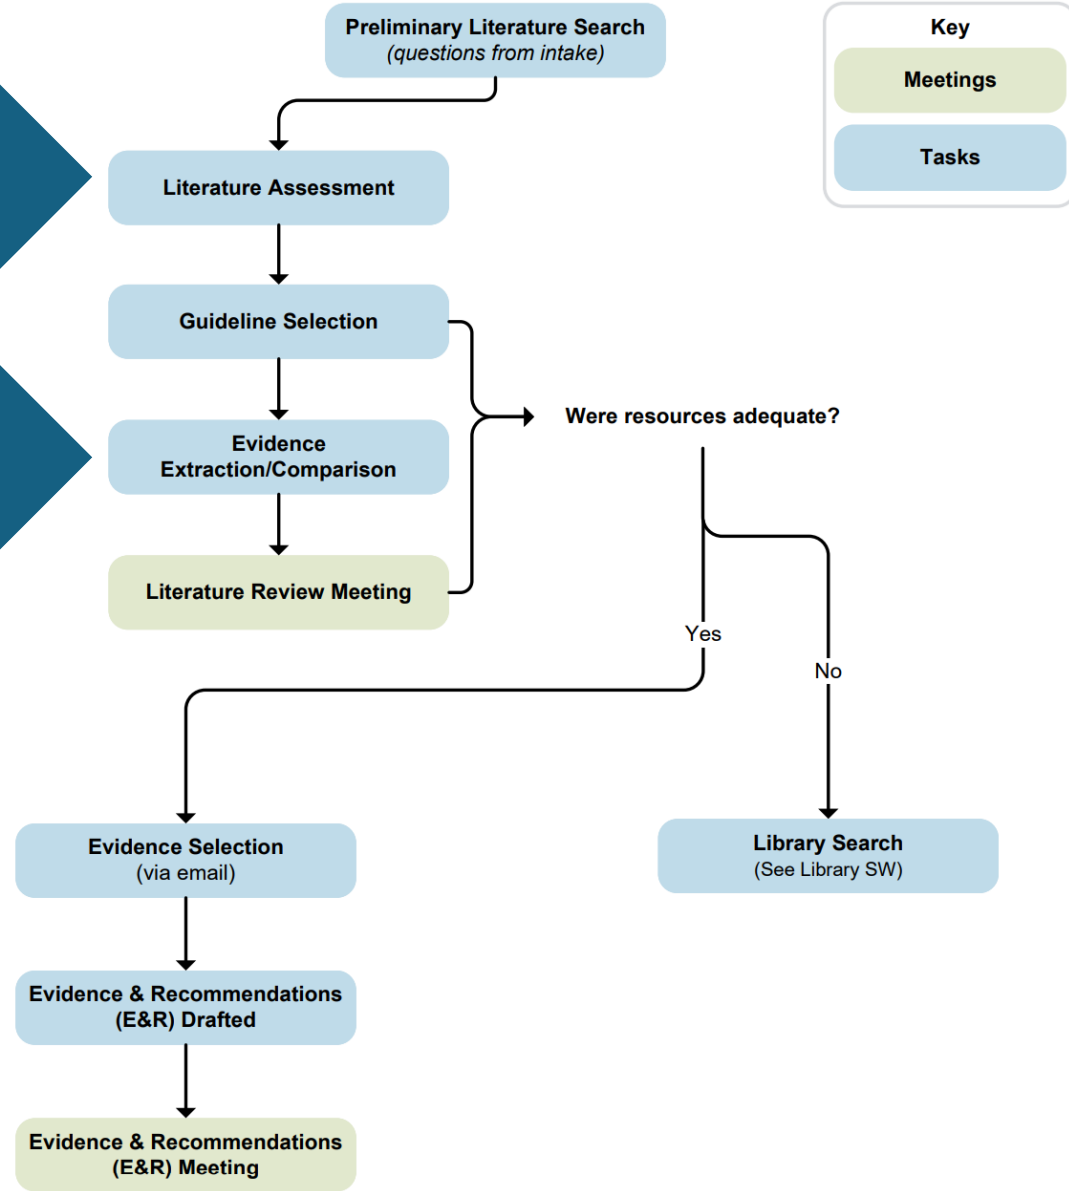 Preliminary Literature Search
(questions from intake)
Key
Meetings
Tasks
Literature Assessment
Guideline Selection
Evidence
Extraction/Comparison
Literature Review Meeting
Were resources adequate?
Yes
No
Evidence Selection
(via email)
Library Search
(See Library SW)
Evidence & Recommendations
(E&R) Drafted
Evidence & Recommendations
(E&R) Meeting